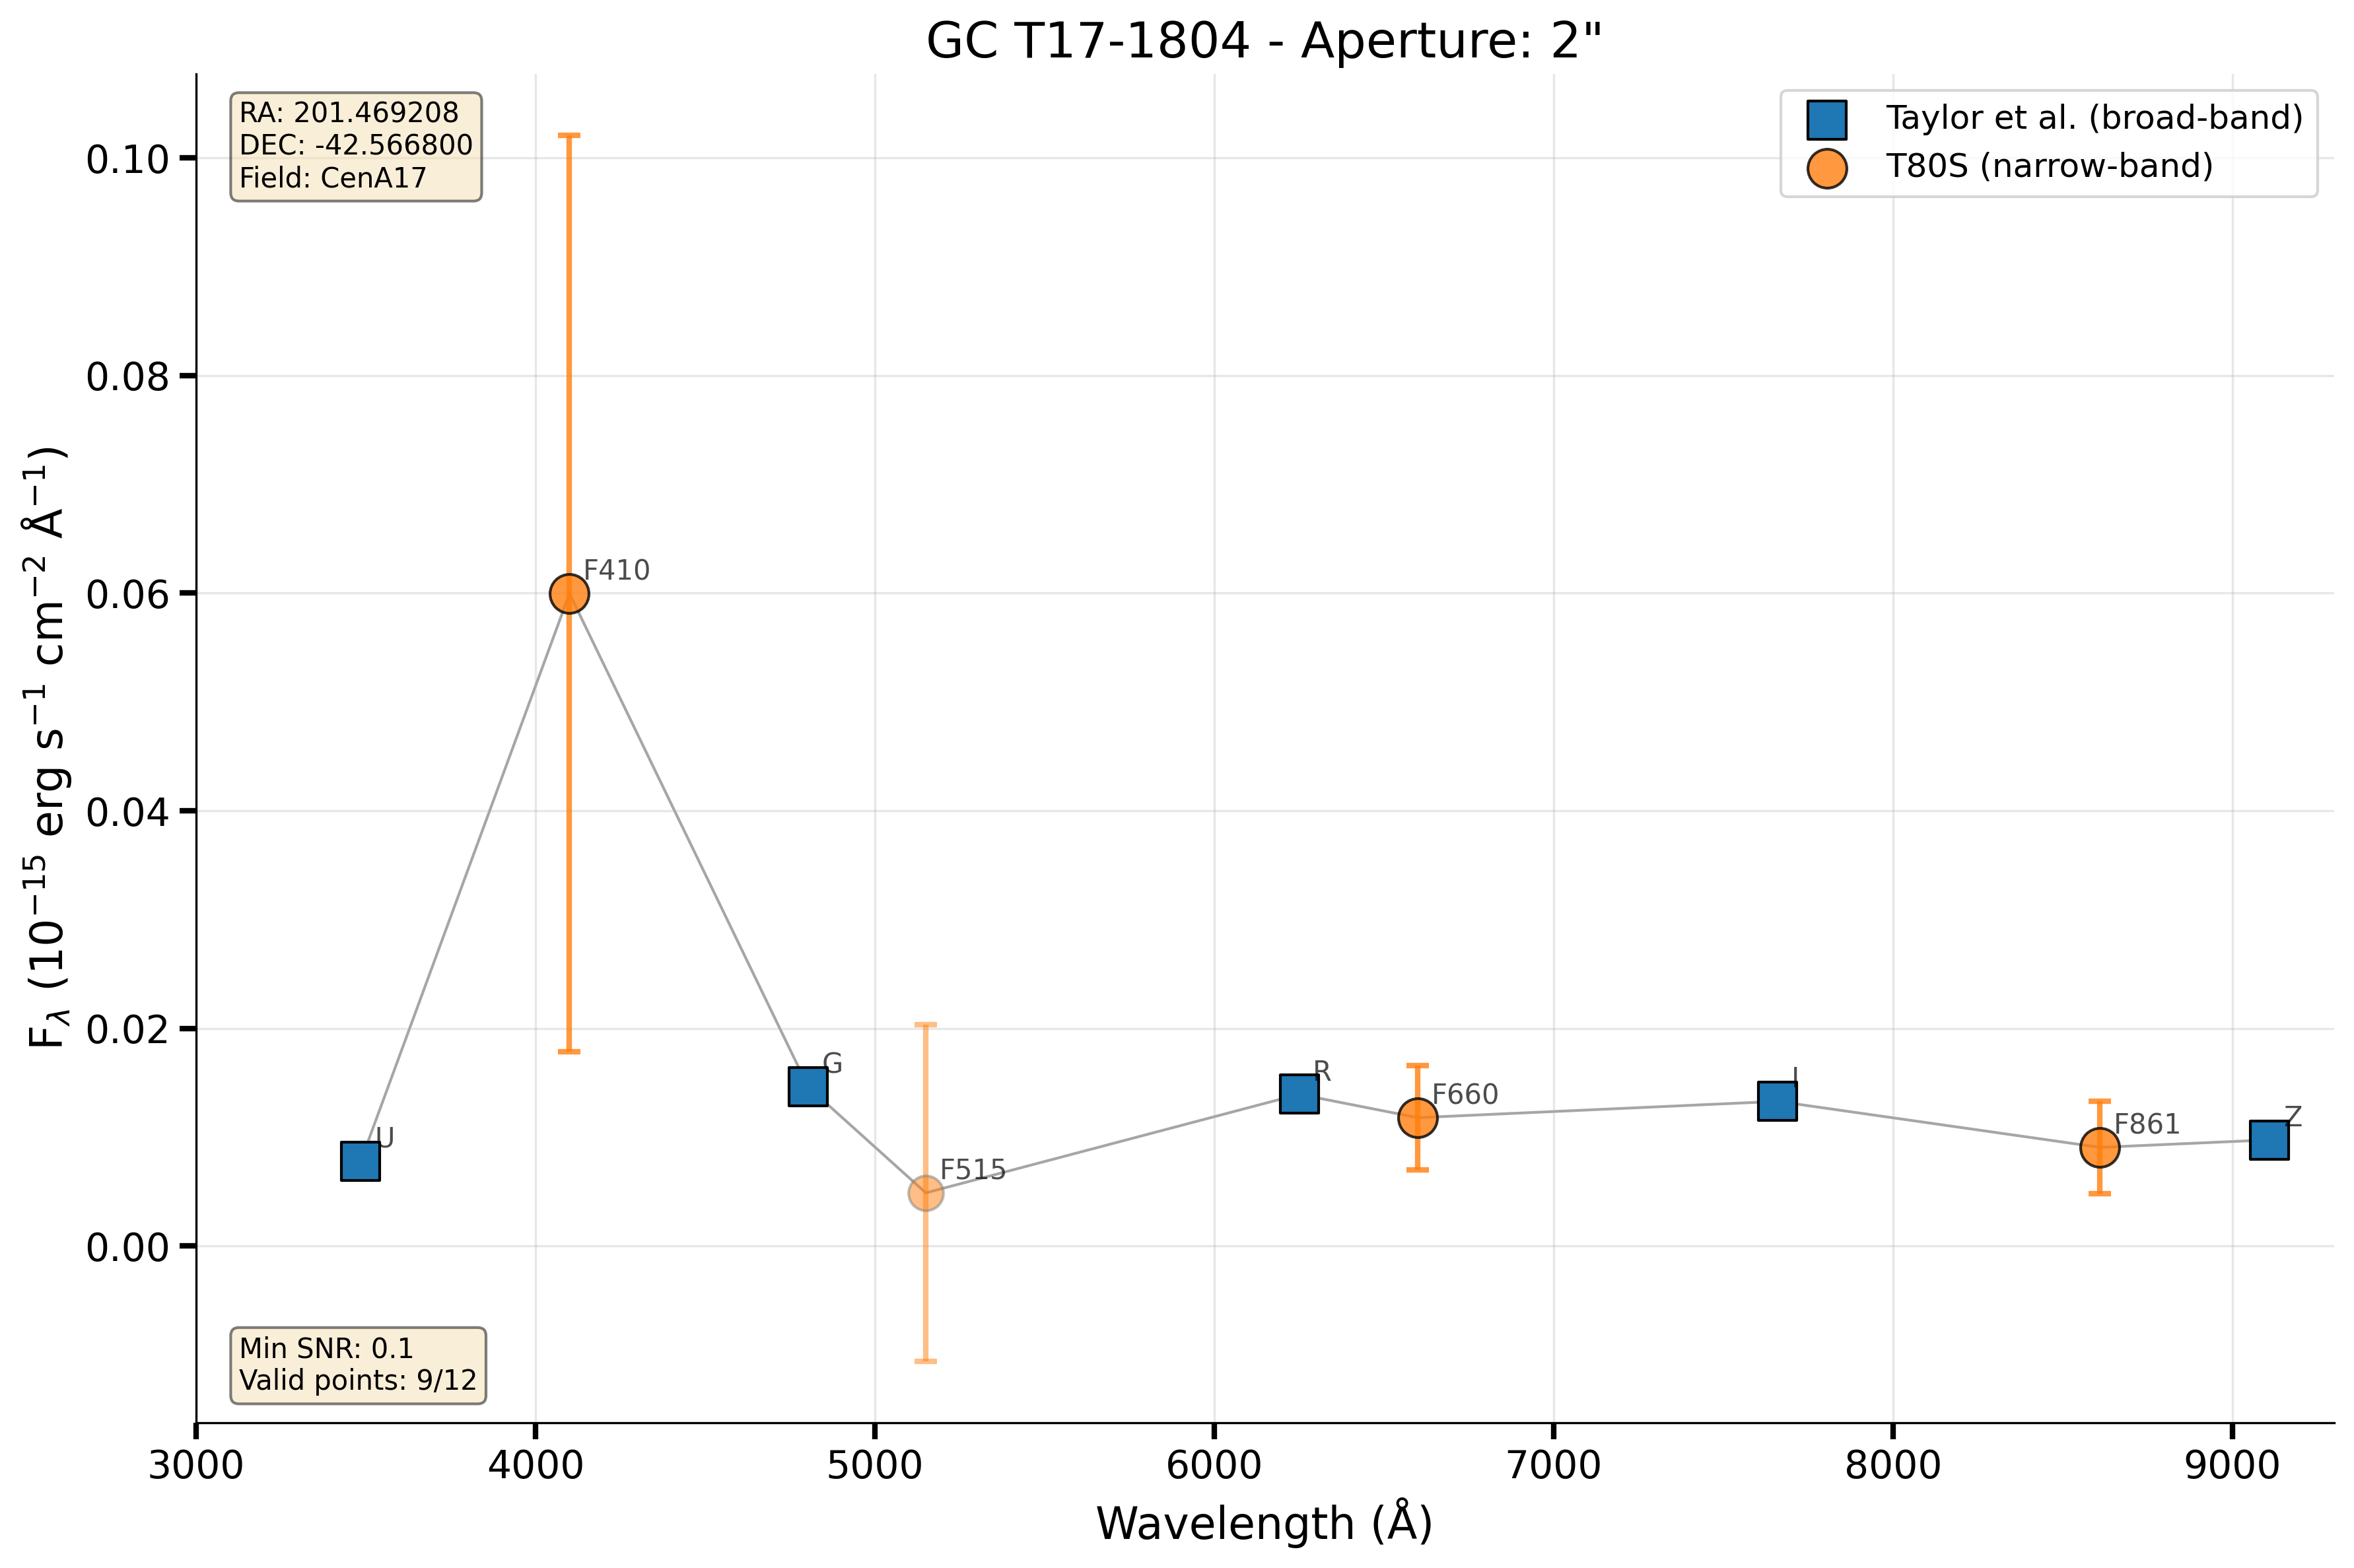 GC T17-1804 - Aperture: 2"
RA: 201.469208
DEC: -42.566800
Field: CenA17
Taylor et al. (broad-band)
T80S (narrow-band)
0.10
0.08
0.06
0.04
0.02
0.00
F_λ (10⁻¹⁵ erg s⁻¹ cm⁻² Å⁻¹)
U
F410
G
F515
R
F660
I
F861
Z
Min SNR: 0.1
Valid points: 9/12
3000 4000 5000 6000 7000 8000 9000
Wavelength (Å)